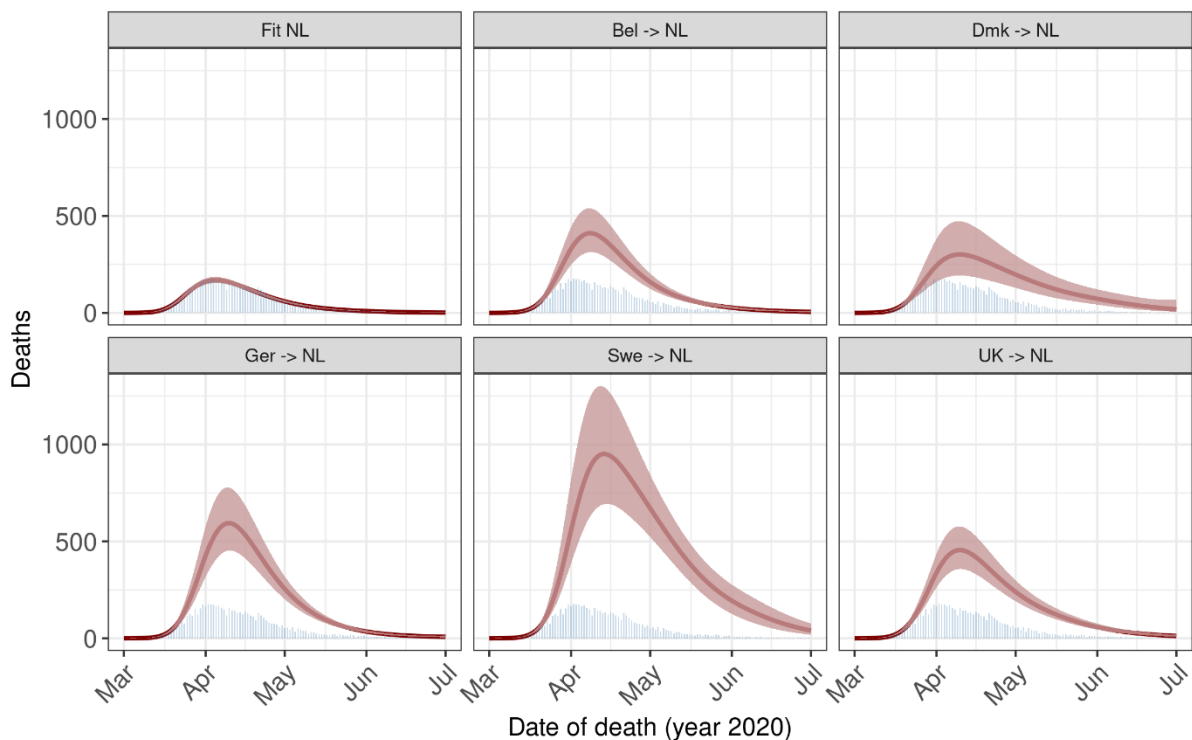 Fit NL
Bel -> NL
Dmk -> NL
1000
500
0
Deaths
Ger -> NL
Swe -> NL
UK -> NL
1000
500
0
Mar Apr May Jun Jul
Mar Apr May Jun Jul
Mar Apr May Jun Jul
Date of death (year 2020)